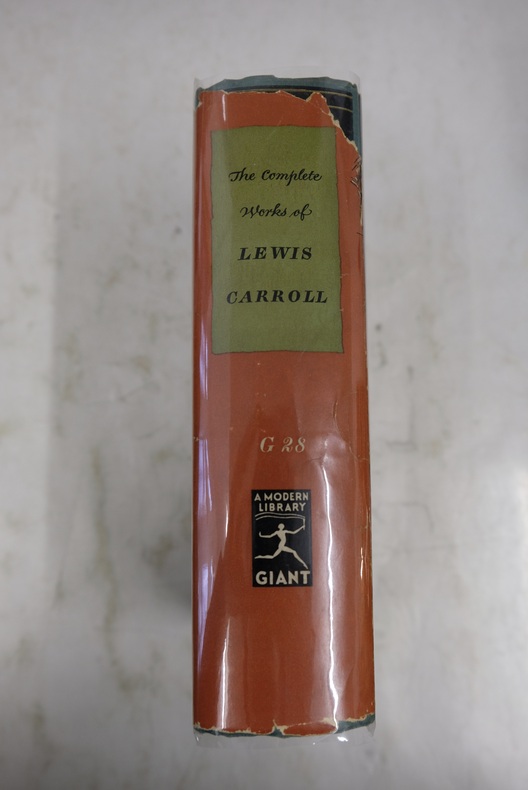 The Complete
Works of
LEWIS
CARROLL
G 28
A MODERN
LIBRARY
GIANT